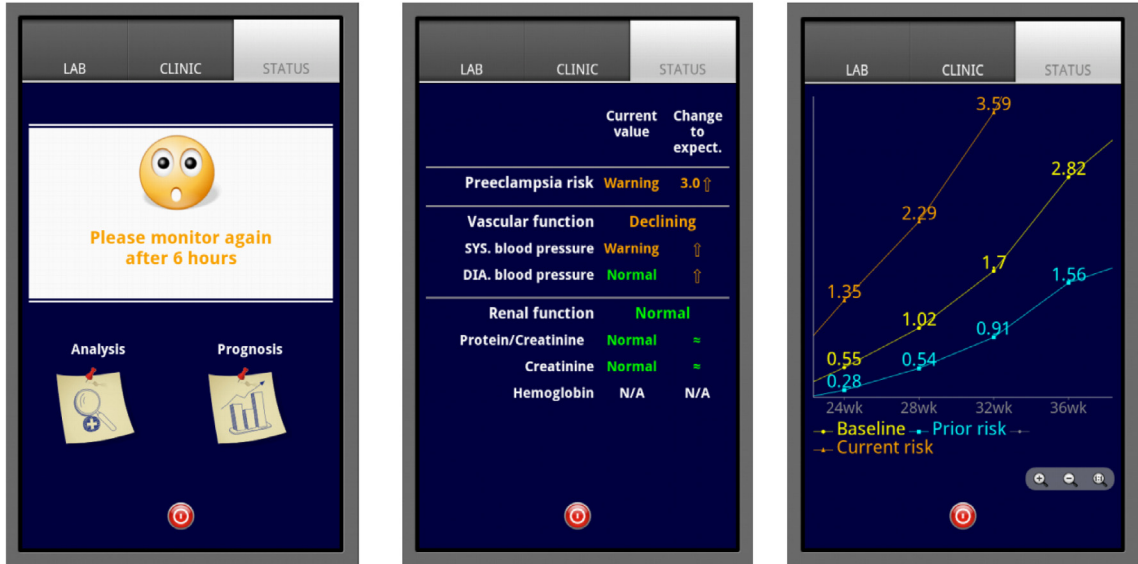 LAB CLINIC STATUS
Please monitor again
after 6 hours
Analysis Prognosis
LAB CLINIC STATUS
Current value Change to expect.
Preeclampsia risk Warning 3.0 ⇧
Vascular function Declining
SYS. blood pressure Warning ⇧
DIA. blood pressure Normal ⇧
Renal function Normal
Protein/Creatinine Normal ≈
Creatinine Normal ≈
Hemoglobin N/A N/A
LAB CLINIC STATUS
3.59
2.82
2.29
1.7
1.56
1.35
1.02
0.91
0.55
0.54
0.28
24wk 28wk 32wk 36wk
Baseline Prior risk
Current risk